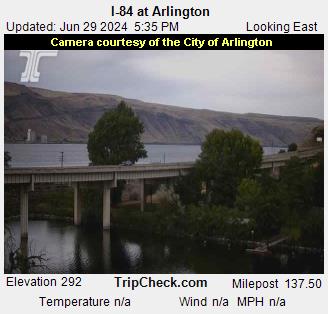 I-84 at Arlington
Updated: Jun 29 2024 5:35 PM Looking East
Camera courtesy of the City of Arlington
Elevation 292 TripCheck.com Milepost 137.50
Temperature n/a Wind n/a MPH n/a